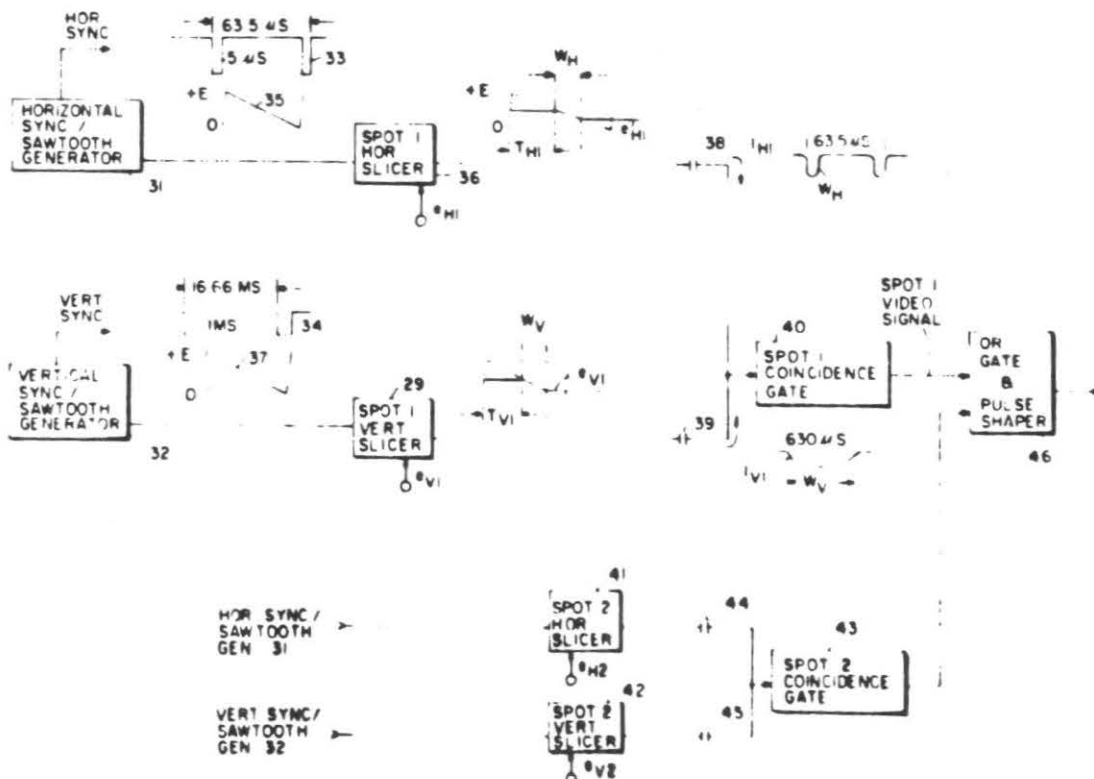 HOR
SYNC
63.5 µS
5 µS
33
+E
35
O
HORIZONTAL
SYNC /
SAWTOOTH
GENERATOR
31
SPOT 1
HOR
SLICER
36
eH1
WH
+E
O
TH1
eH1
38
IH1
63.5 µS
WH
VERT
SYNC
16.66 MS
1MS
34
+E
37
O
VERTICAL
SYNC /
SAWTOOTH
GENERATOR
32
29
SPOT 1
VERT
SLICER
eV1
WV
eV1
TV1
39
40
SPOT 1
COINCIDENCE
GATE
630 µS
IV1
WV
SPOT 1
VIDEO
SIGNAL
OR
GATE
&
PULSE
SHAPER
46
HOR SYNC /
SAWTOOTH
GEN 31
41
SPOT 2
HOR
SLICER
eH2
44
43
SPOT 2
COINCIDENCE
GATE
VERT SYNC /
SAWTOOTH
GEN 32
42
SPOT 2
VERT
SLICER
eV2
45